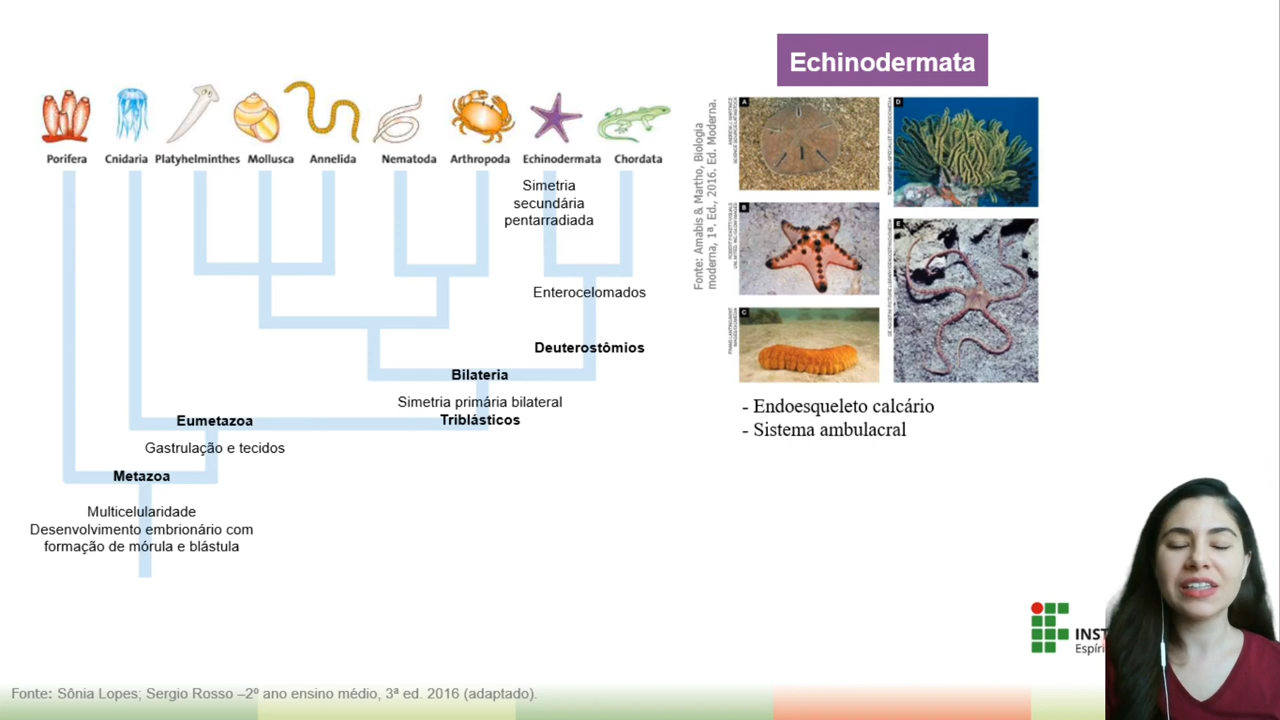 Echinodermata
Porifera
Cnidaria
Platyhelminthes
Mollusca
Annelida
Nematoda
Arthropoda
Echinodermata
Chordata
Simetria
secundária
pentarradiada
Enterocelomados
Deuterostômios
Bilateria
Simetria primária bilateral
Triblásticos
Eumetazoa
Gastrulação e tecidos
Metazoa
Multicelularidade
Desenvolvimento embrionário com
formação de mórula e blástula
Fonte: Amabis & Martho, Biologia
moderna, 1ª. Ed., 2016. Ed. Moderna.
A
B
C
D
E
- Endoesqueleto calcário
- Sistema ambulacral
INST
Espíri
Fonte: Sônia Lopes; Sergio Rosso –2º ano ensino médio, 3ª ed. 2016 (adaptado).